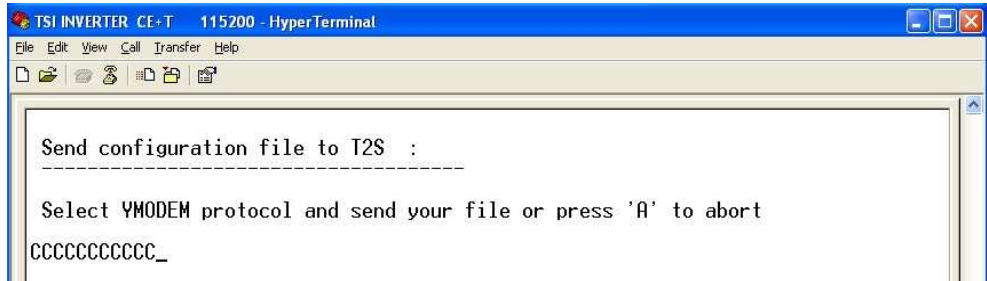 TSI INVERTER CE+T 115200 - HyperTerminal
File Edit View Call Transfer Help
Send configuration file to T2S :
-------------------------------------
Select YMODEM protocol and send your file or press 'A' to abort
CCCCCCCCCCC_